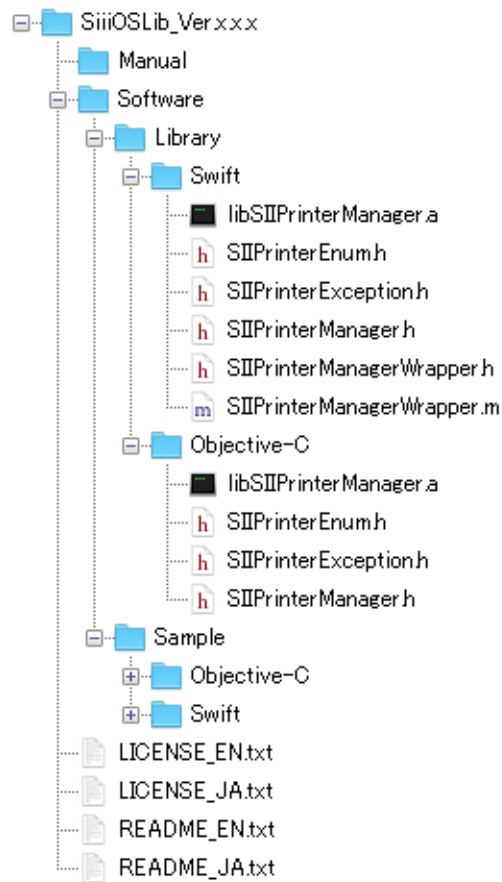 SiiiOSLib_Ver.x.x.x
Manual
Software
Library
Swift
libSIIPrinterManager.a
SIIPrinterEnum.h
SIIPrinterException.h
SIIPrinterManager.h
SIIPrinterManagerWrapper.h
SIIPrinterManagerWrapper.m
Objective-C
libSIIPrinterManager.a
SIIPrinterEnum.h
SIIPrinterException.h
SIIPrinterManager.h
Sample
Objective-C
Swift
LICENSE_EN.txt
LICENSE_JA.txt
README_EN.txt
README_JA.txt